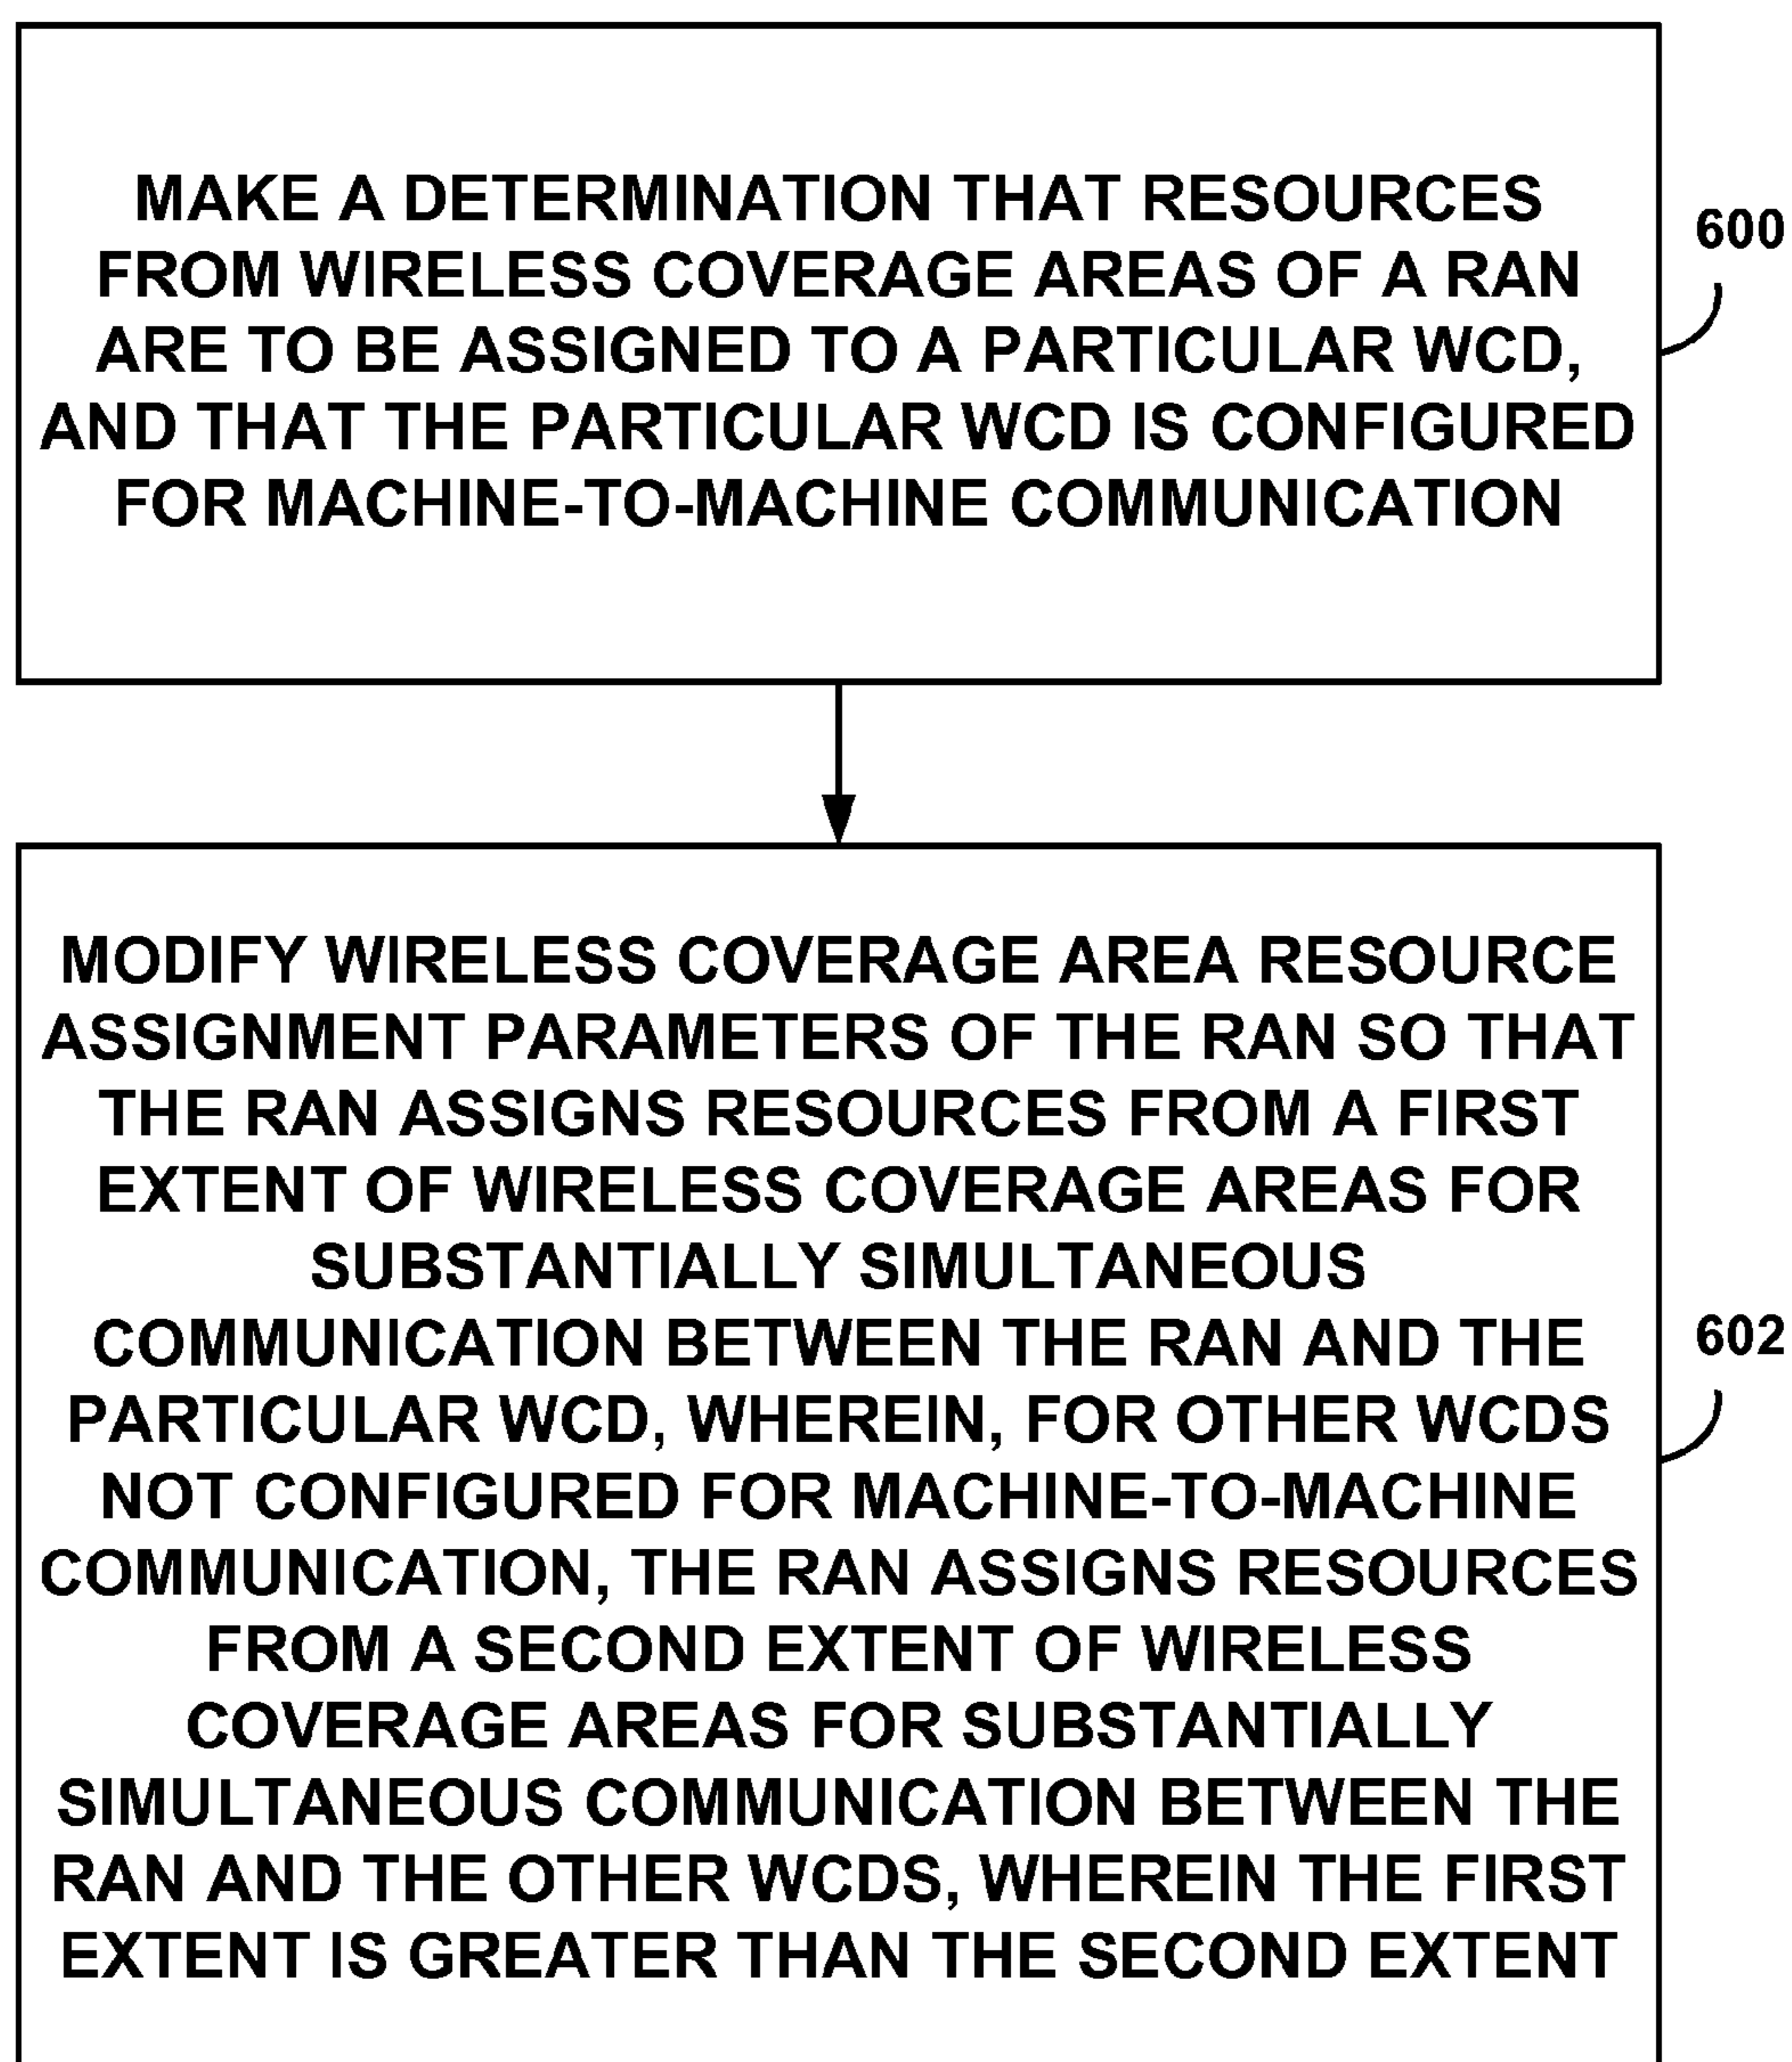 MAKE A DETERMINATION THAT RESOURCES
FROM WIRELESS COVERAGE AREAS OF A RAN
ARE TO BE ASSIGNED TO A PARTICULAR WCD,
AND THAT THE PARTICULAR WCD IS CONFIGURED
FOR MACHINE-TO-MACHINE COMMUNICATION
600
MODIFY WIRELESS COVERAGE AREA RESOURCE
ASSIGNMENT PARAMETERS OF THE RAN SO THAT
THE RAN ASSIGNS RESOURCES FROM A FIRST
EXTENT OF WIRELESS COVERAGE AREAS FOR
SUBSTANTIALLY SIMULTANEOUS
COMMUNICATION BETWEEN THE RAN AND THE
PARTICULAR WCD, WHEREIN, FOR OTHER WCDS
NOT CONFIGURED FOR MACHINE-TO-MACHINE
COMMUNICATION, THE RAN ASSIGNS RESOURCES
FROM A SECOND EXTENT OF WIRELESS
COVERAGE AREAS FOR SUBSTANTIALLY
SIMULTANEOUS COMMUNICATION BETWEEN THE
RAN AND THE OTHER WCDS, WHEREIN THE FIRST
EXTENT IS GREATER THAN THE SECOND EXTENT
602